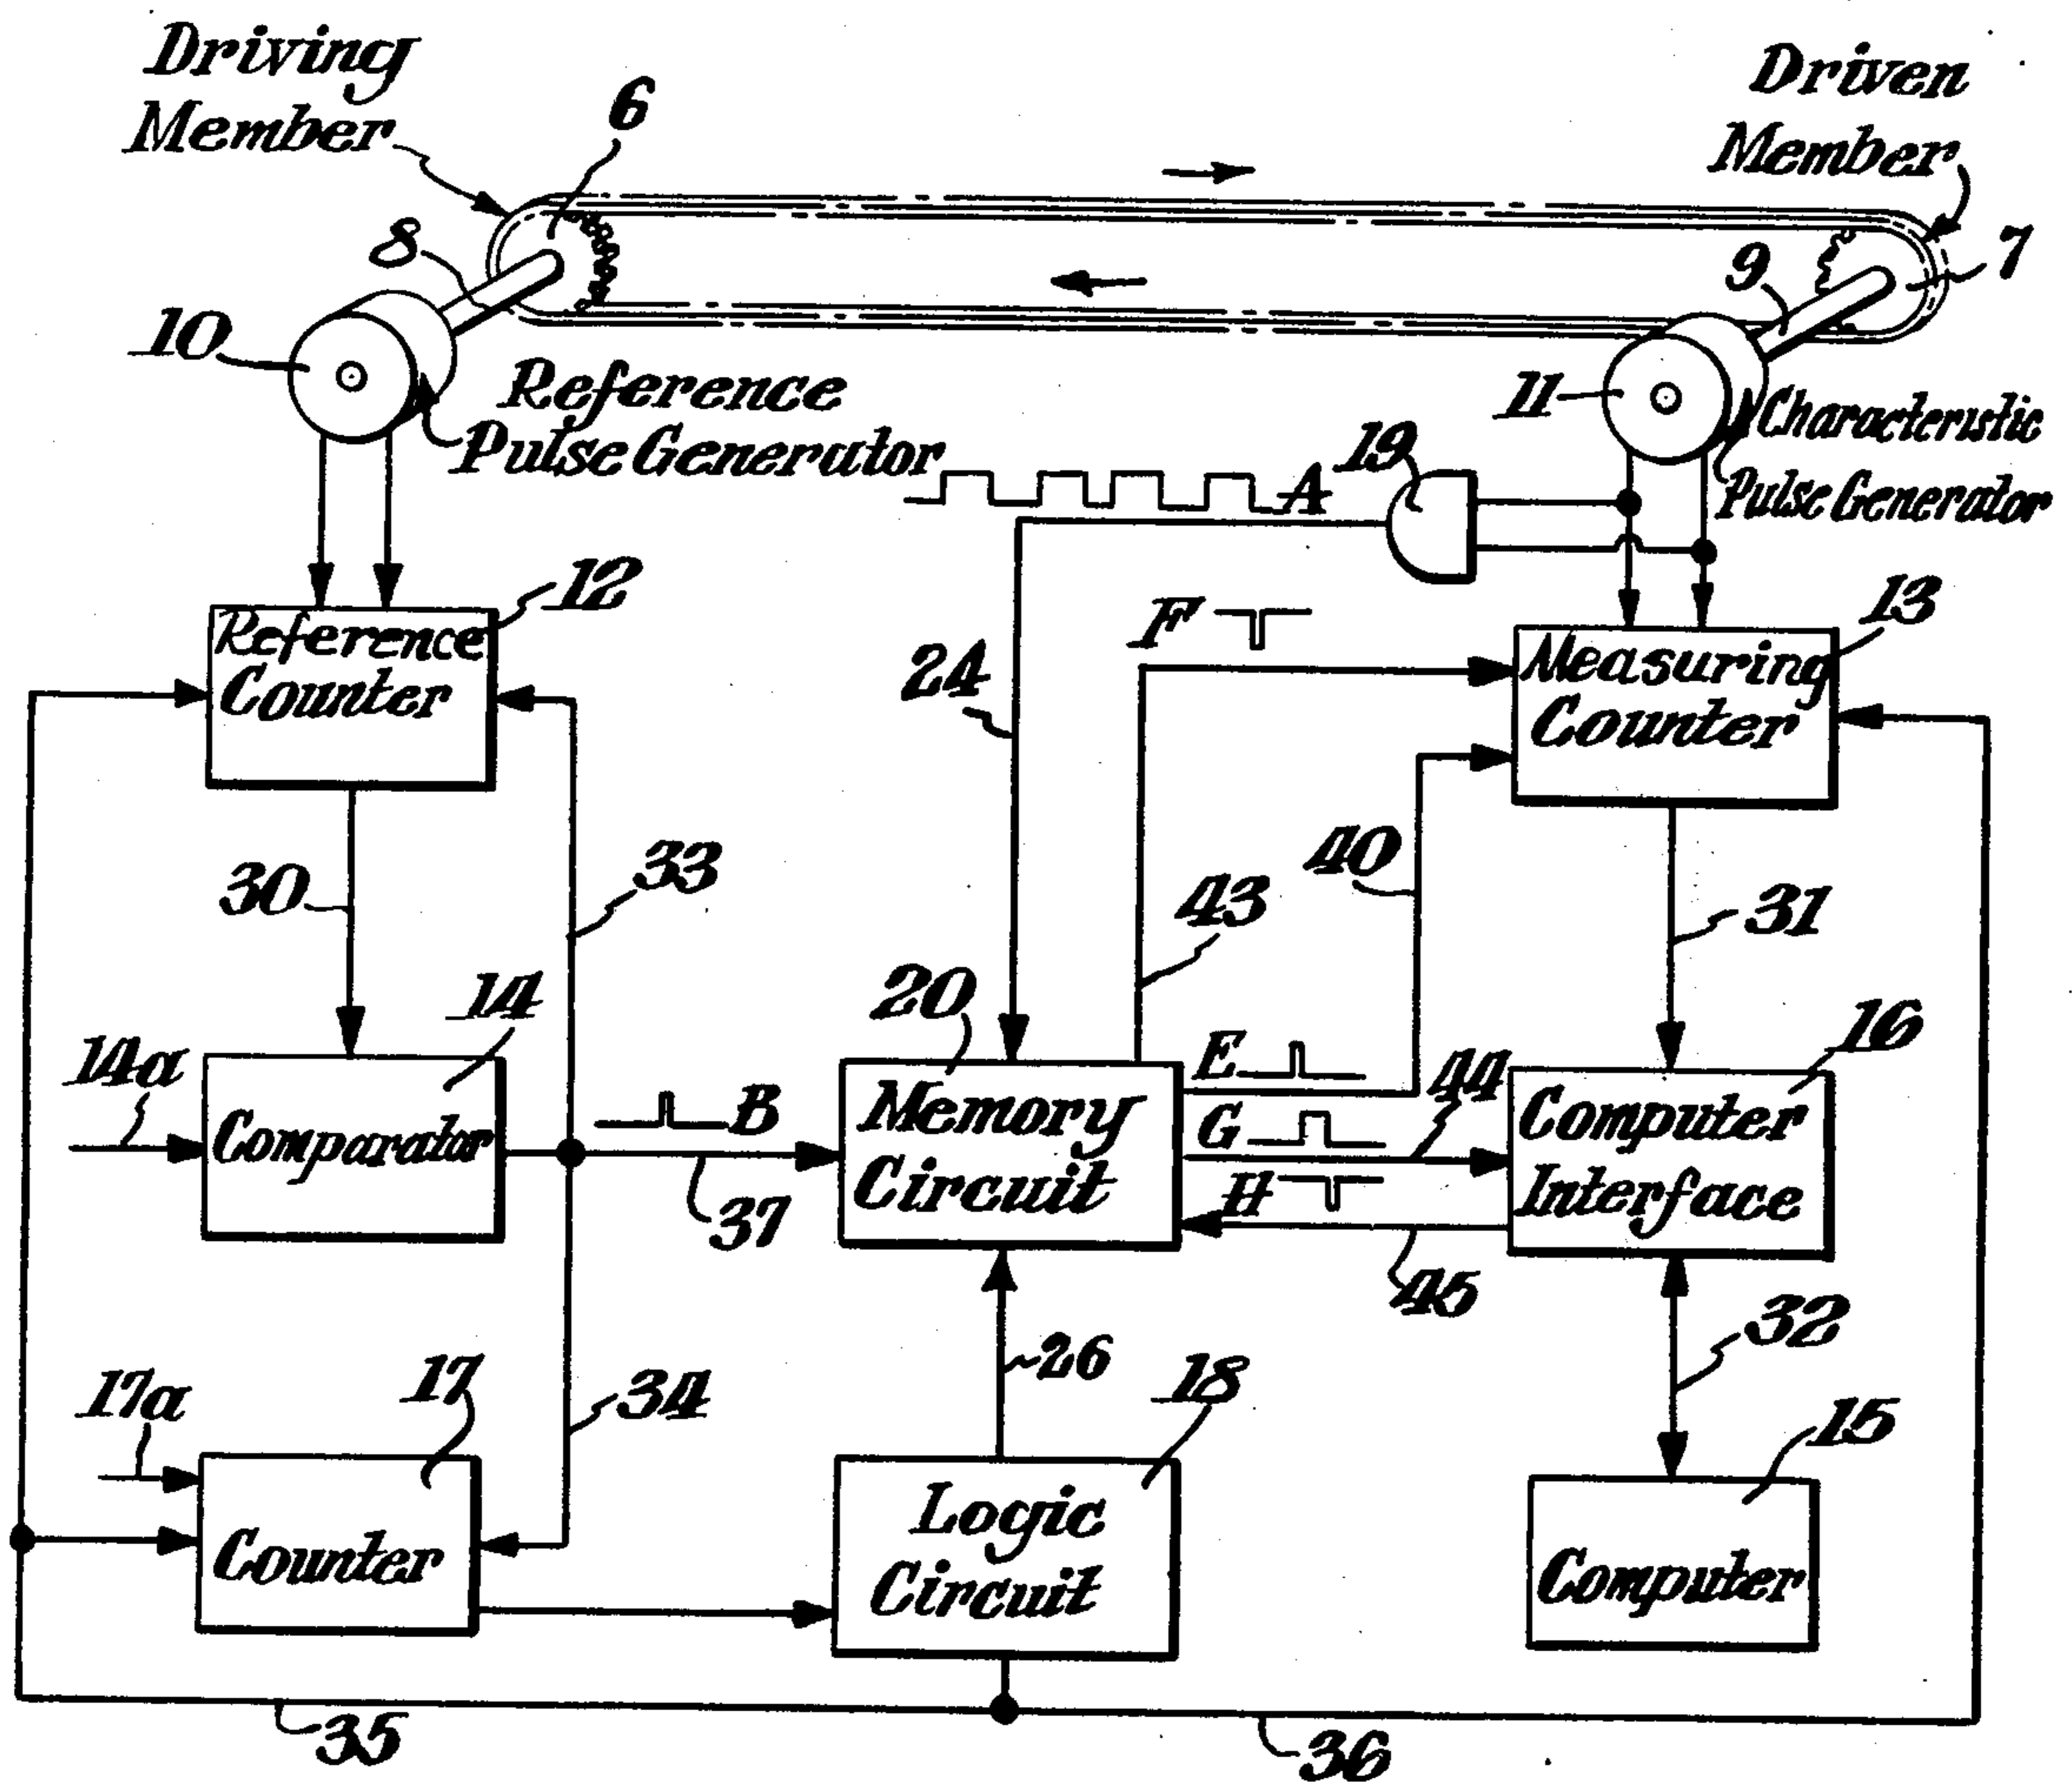 Driving
Member
6
Driven
Member
8
9
7
10
Reference
Pulse Generator
11
Characteristic
Pulse Generator
19
A
12
Reference
Counter
F
13
Measuring
Counter
24
33
30
43
40
31
14
20
16
14a
Comparator
B
37
Memory
Circuit
E
44
G
H
45
Computer
Interface
26
32
17a
17
34
18
15
Counter
Logic
Circuit
Computer
35
36